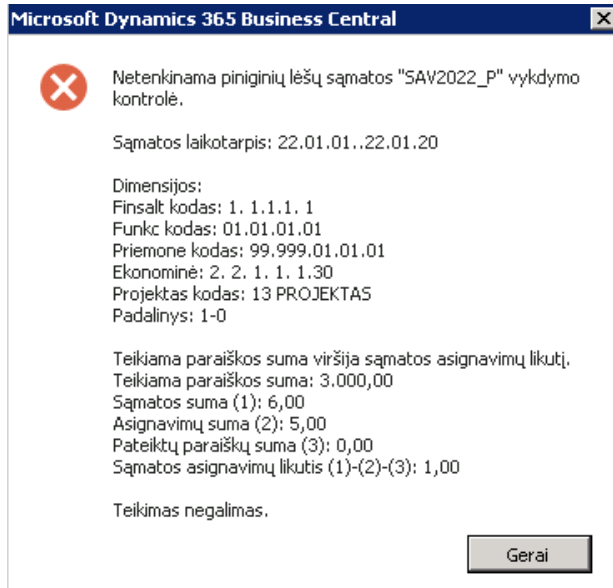 Microsoft Dynamics 365 Business Central
Netenkinama piniginių lėšų sąmatos "SAV2022_P" vykdymo
kontrolė.
Sąmatos laikotarpis: 22.01.01..22.01.20
Dimensijos:
Finsalt kodas: 1. 1.1.1. 1
Funkc kodas: 01.01.01.01
Priemone kodas: 99.999.01.01.01
Ekonominė: 2. 2. 1. 1. 1.30
Projektas kodas: 13 PROJEKTAS
Padalinys: 1-0
Teikiama paraiškos suma viršija sąmatos asignavimų likutį.
Teikiama paraiškos suma: 3.000,00
Sąmatos suma (1): 6,00
Asignavimų suma (2): 5,00
Pateiktų paraiškų suma (3): 0,00
Sąmatos asignavimų likutis (1)-(2)-(3): 1,00
Teikimas negalimas.
Gerai